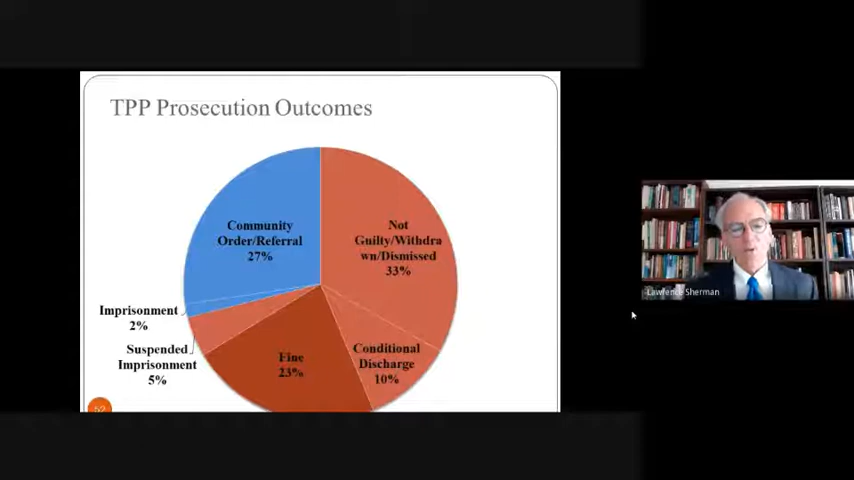 TPP Prosecution Outcomes
Community
Order/Referral
27%
Not
Guilty/Withdra
wn/Dismissed
33%
Imprisonment
2%
Suspended
Imprisonment
5%
Fine
23%
Conditional
Discharge
10%
52
Lawrence Sherman